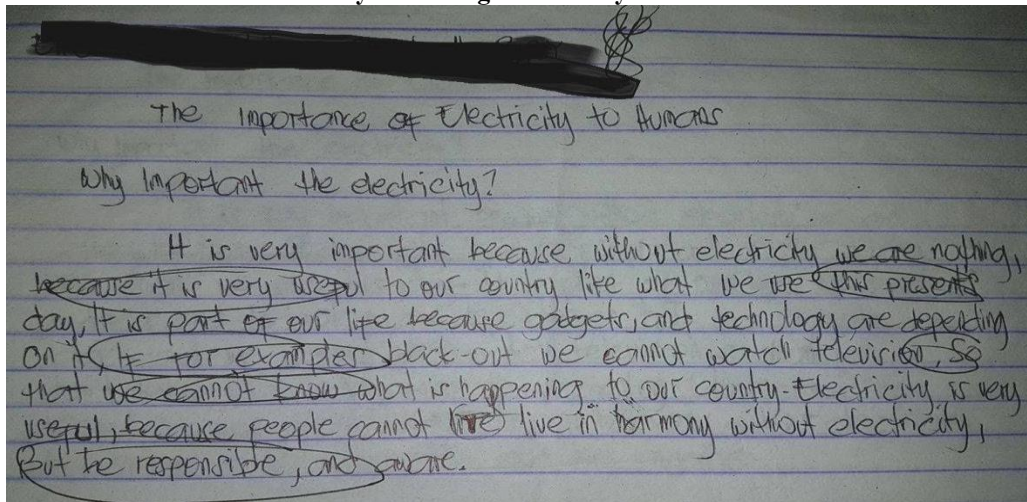 The Importance of Electricity to Humans
Why Important the electricity?
It is very important because without electricity we are nothing,
because it is very useful to our country like what we use this presents
day, It is part of our life because gadgets, and technology are depending
on it, If for example black-out we cannot watch television, So
that we cannot know what is happening to our country. Electricity is very
useful, because people cannot live in harmony without electricity,
But be responsible, and aware.